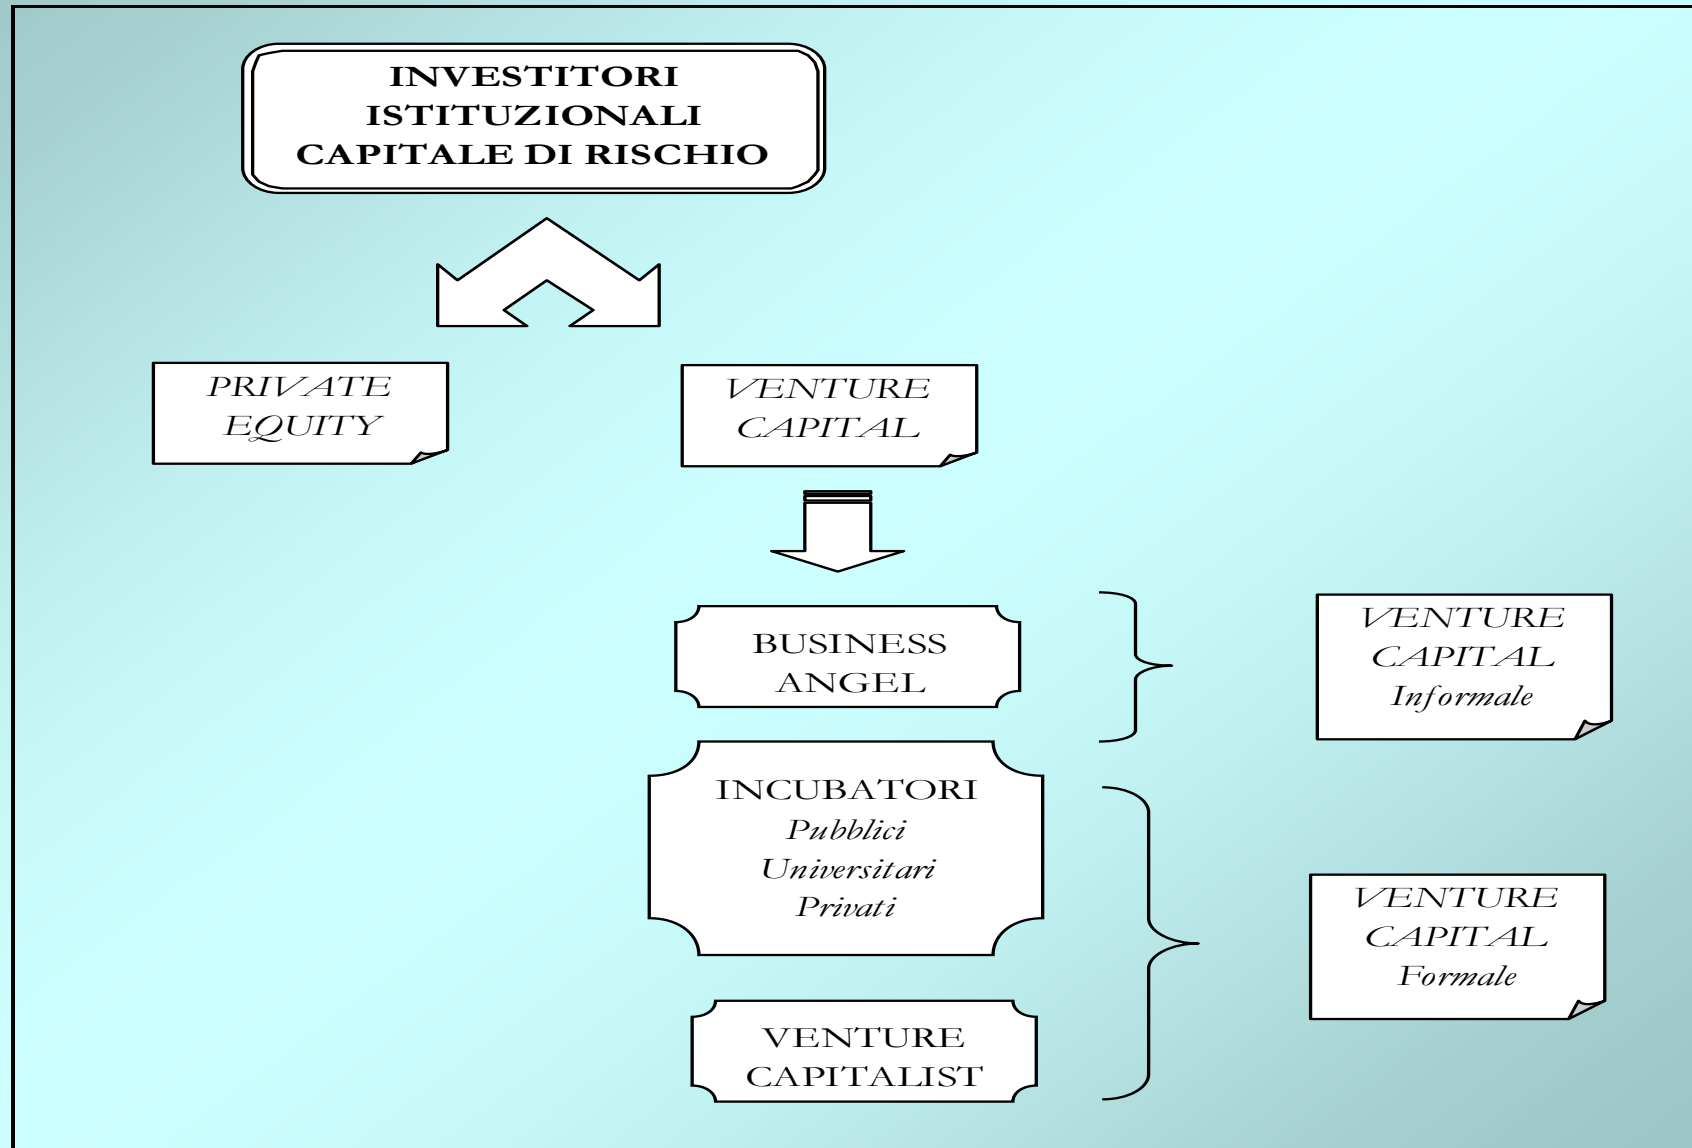 INVESTITORI
ISTITUZIONALI
CAPITALE DI RISCHIO
PRIVATE
EQUITY
VENTURE
CAPITAL
BUSINESS
ANGEL
VENTURE
CAPITAL
Informale
INCUBATORI
Pubblici
Universitari
Privati
VENTURE
CAPITAL
Formale
VENTURE
CAPITALIST